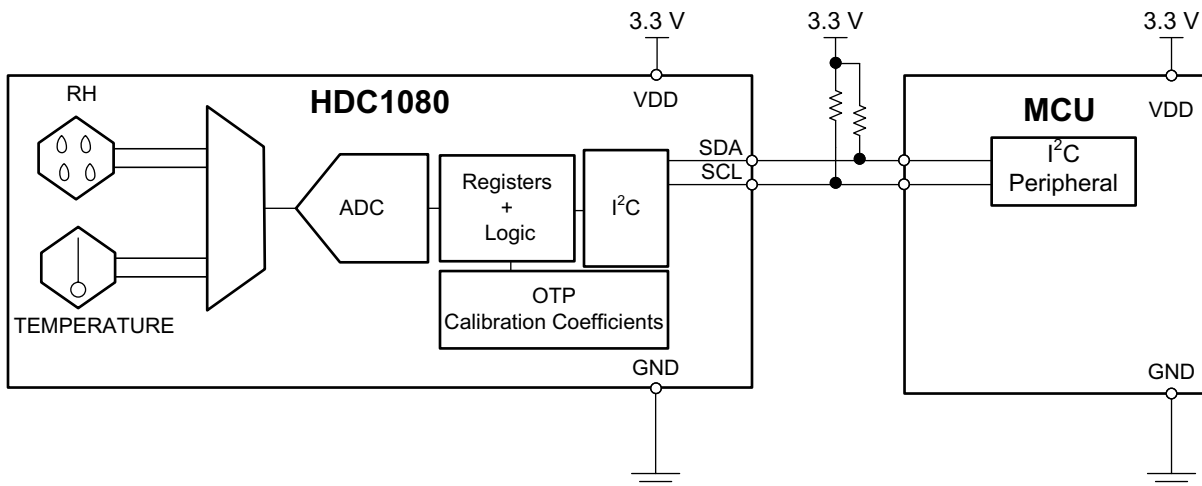 3.3 V
3.3 V
3.3 V
RH
HDC1080
VDD
MCU
VDD
SDA
SCL
I²C
Peripheral
ADC
Registers
+
Logic
I²C
OTP
Calibration Coefficients
TEMPERATURE
GND
GND